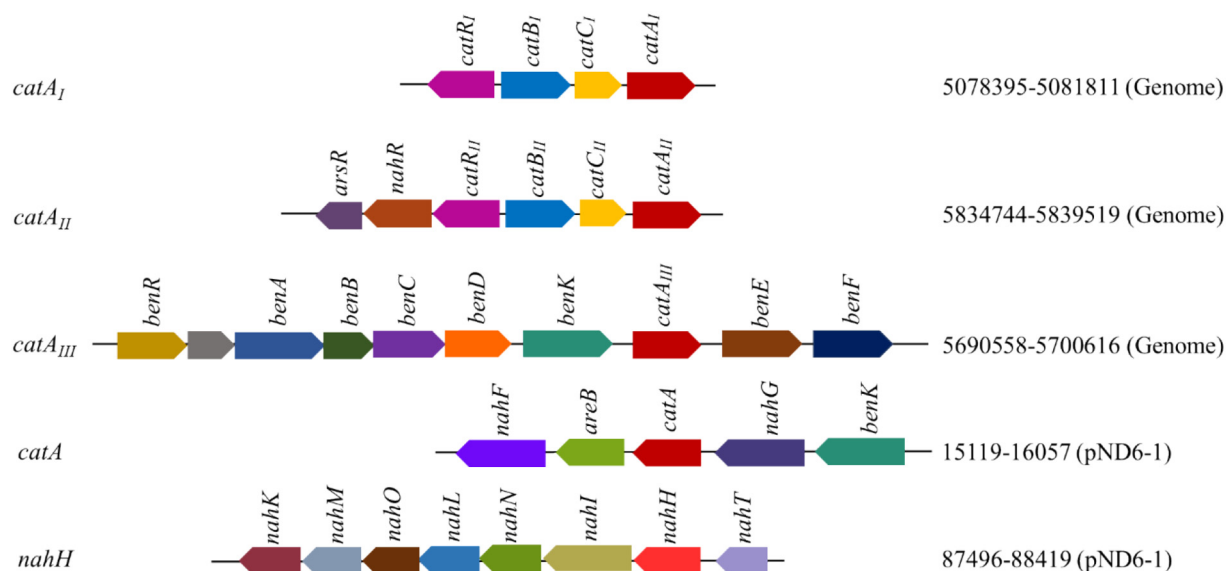 catR_I catB_I catC_I catA_I
catA_I 5078395-5081811 (Genome)
arsR nahR catR_II catB_II catC_II catA_II
catA_II 5834744-5839519 (Genome)
benR benA benB benC benD benK catA_III benE benF
catA_III 5690558-5700616 (Genome)
nahF areB catA nahG benK
catA 15119-16057 (pND6-1)
nahK nahM nahO nahL nahN nahI nahH nahT
nahH 87496-88419 (pND6-1)